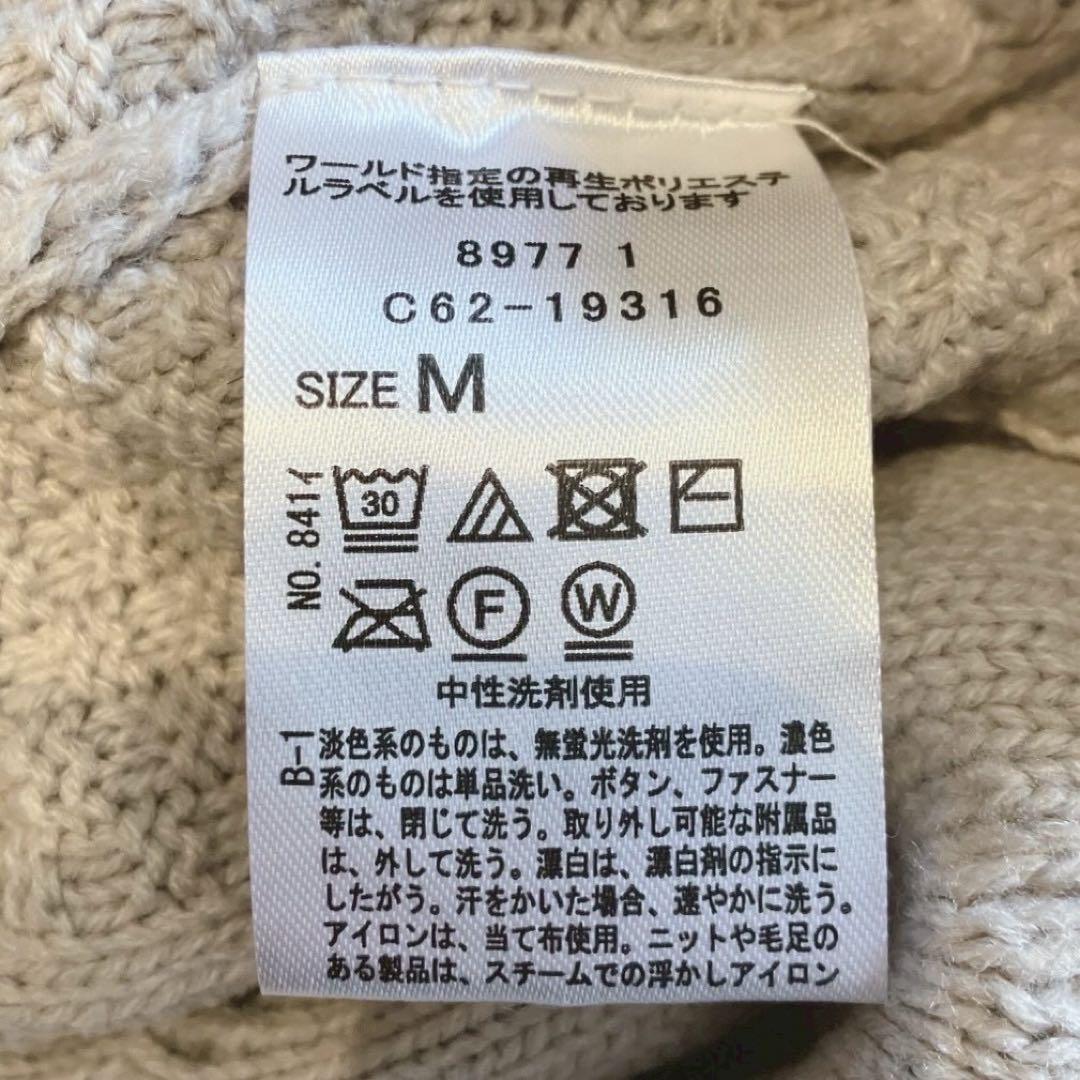 ワールド指定の再生ポリエステ
ルラベルを使用しております
8977 1
C62-19316
SIZE M
NO. 841イ
30
F
W
中性洗剤使用
B-1
淡色系のものは、無蛍光洗剤を使用。濃色
系のものは単品洗い。ボタン、ファスナー
等は、閉じて洗う。取り外し可能な附属品
は、外して洗う。漂白は、漂白剤の指示に
したがう。汗をかいた場合、速やかに洗う。
アイロンは、当て布使用。ニットや毛足の
ある製品は、スチームでの浮かしアイロン